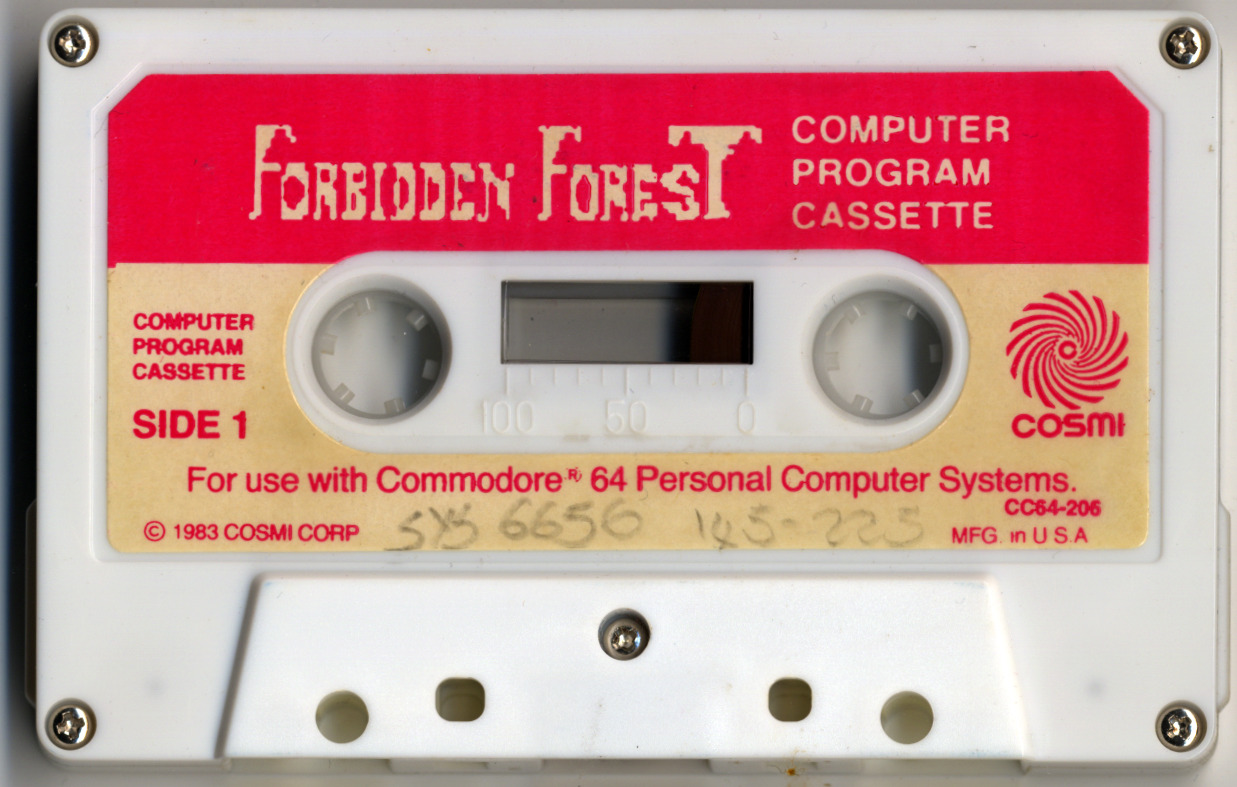 FORBIDDEN FOREST
COMPUTER
PROGRAM
CASSETTE
COMPUTER
PROGRAM
CASSETTE
SIDE 1
100 50 0
COSMI
For use with Commodore® 64 Personal Computer Systems.
CC64-206
© 1983 COSMI CORP
SYS 6656 145-225
MFG. in U S.A